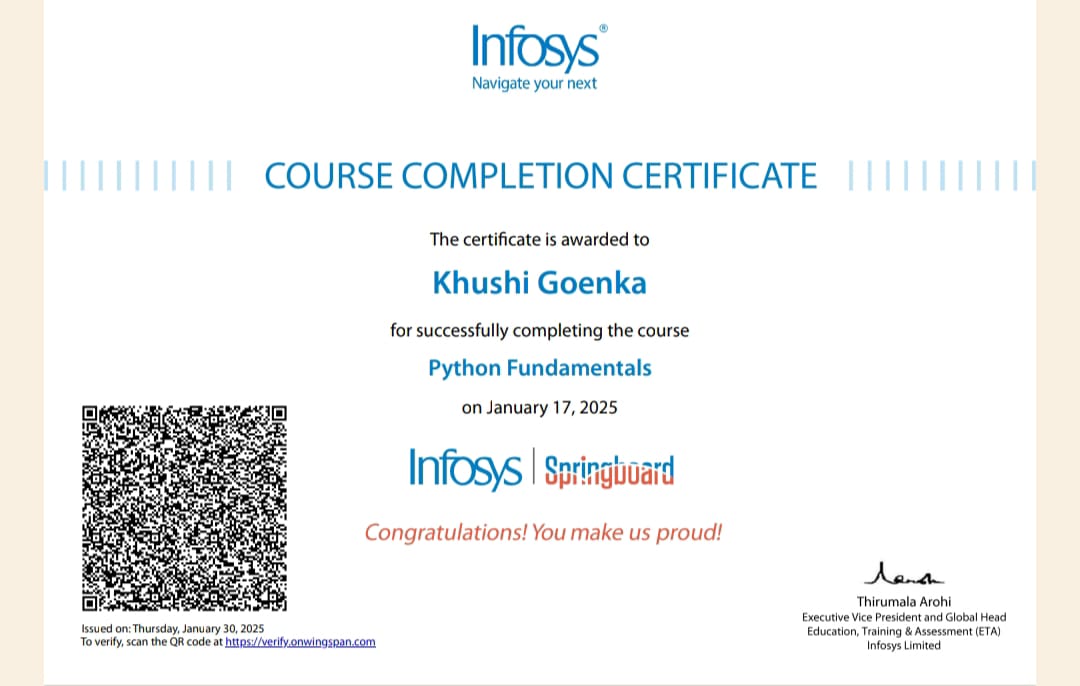 Infosys®
Navigate your next
COURSE COMPLETION CERTIFICATE
The certificate is awarded to
Khushi Goenka
for successfully completing the course
Python Fundamentals
on January 17, 2025
Infosys | Springboard
Congratulations! You make us proud!
Issued on: Thursday, January 30, 2025
To verify, scan the QR code at https://verify.onwingspan.com
Thirumala Arohi
Executive Vice President and Global Head
Education, Training & Assessment (ETA)
Infosys Limited